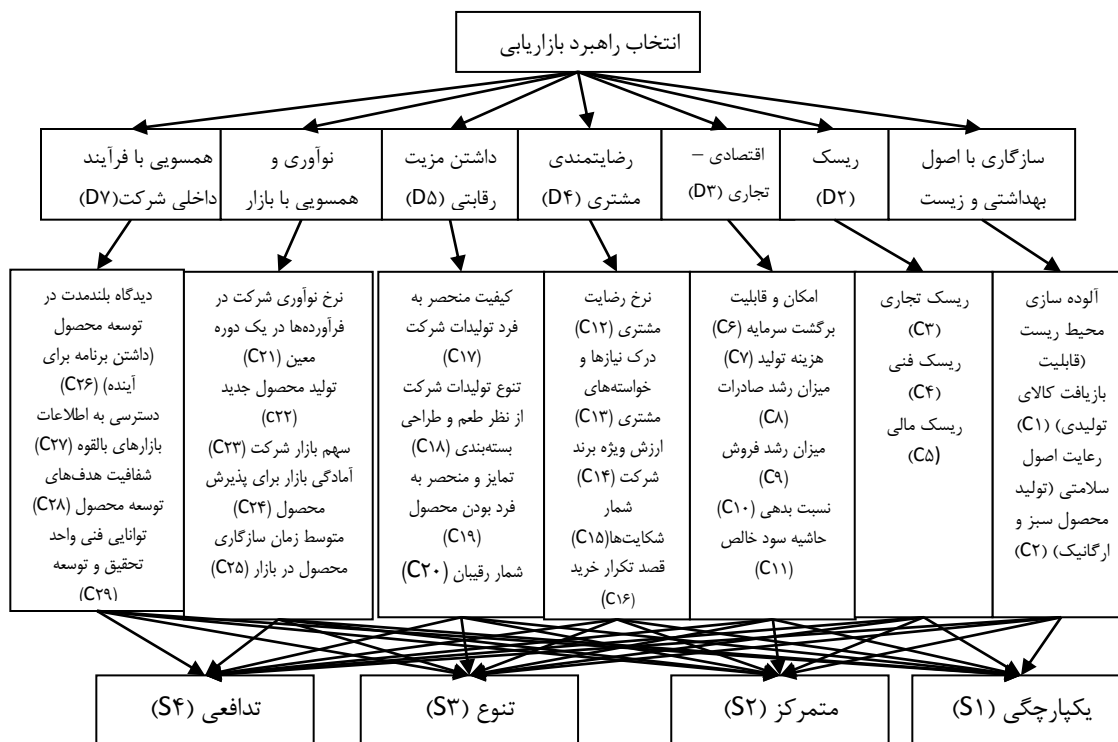 انتخاب راهبرد بازاریابی
سازگاری با اصول
بهداشتی و زیست
ریسک
(D۲)
اقتصادی –
تجاری (D۳)
رضایتمندی
مشتری (D۴)
داشتن مزیت
رقابتی (D۵)
نوآوری و
همسویی با بازار
همسویی با فرآیند
داخلی شرکت(D۷)
آلوده سازی
محیط ریست
(قابلیت
بازیافت کالای
تولیدی) (C۱)
رعایت اصول
سلامتی (تولید
محصول سبز و
ارگانیک) (C۲)
ریسک تجاری
(C۳)
ریسک فنی
(C۴)
ریسک مالی
(C۵)
امکان و قابلیت
برگشت سرمایه (C۶)
هزینه تولید (C۷)
میزان رشد صادرات
(C۸)
میزان رشد فروش
(C۹)
نسبت بدهی (C۱۰)
حاشیه سود خالص
(C۱۱)
نرخ رضایت
مشتری (C۱۲)
درک نیازها و
خواسته‌های
مشتری (C۱۳)
ارزش ویژه برند
شرکت (C۱۴)
شمار
شکایت‌ها(C۱۵)
قصد تکرار خرید
(C۱۶)
کیفیت منحصر به
فرد تولیدات شرکت
(C۱۷)
تنوع تولیدات شرکت
از نظر طعم و طراحی
بسته‌بندی (C۱۸)
تمایز و منحصر به
فرد بودن محصول
(C۱۹)
شمار رقیبان (C۲۰)
نرخ نوآوری شرکت در
فرآورده‌ها در یک دوره
معین (C۲۱)
تولید محصول جدید
(c۲۲)
سهم بازار شرکت (C۲۳)
آمادگی بازار برای پذیرش
محصول (C۲۴)
متوسط زمان سازگاری
محصول در بازار (C۲۵)
دیدگاه بلندمدت در
توسعه محصول
(داشتن برنامه برای
آینده) (C۲۶)
دسترسی به اطلاعات
بازارهای بالقوه (C۲۷)
شفافیت هدف‌های
توسعه محصول (C۲۸)
توانایی فنی واحد
تحقیق و توسعه
(C۲۹)
یکپارچگی (S۱)
متمرکز (S۲)
تنوع (S۳)
تدافعی (S۴)